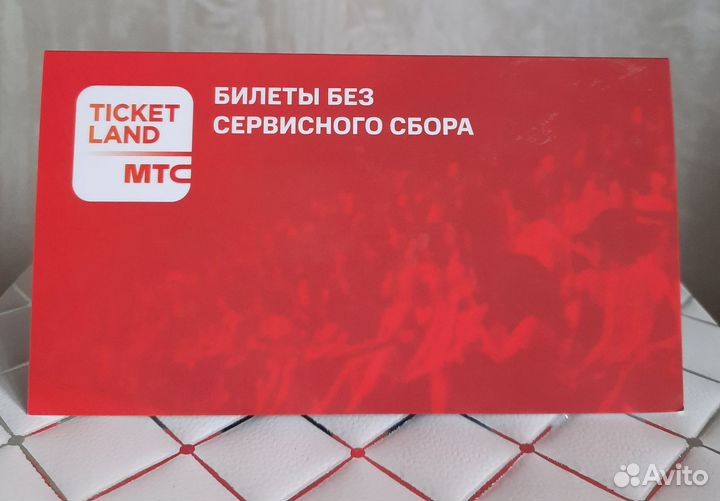 TICKET
LAND
МТС
БИЛЕТЫ БЕЗ
СЕРВИСНОГО СБОРА
Avito